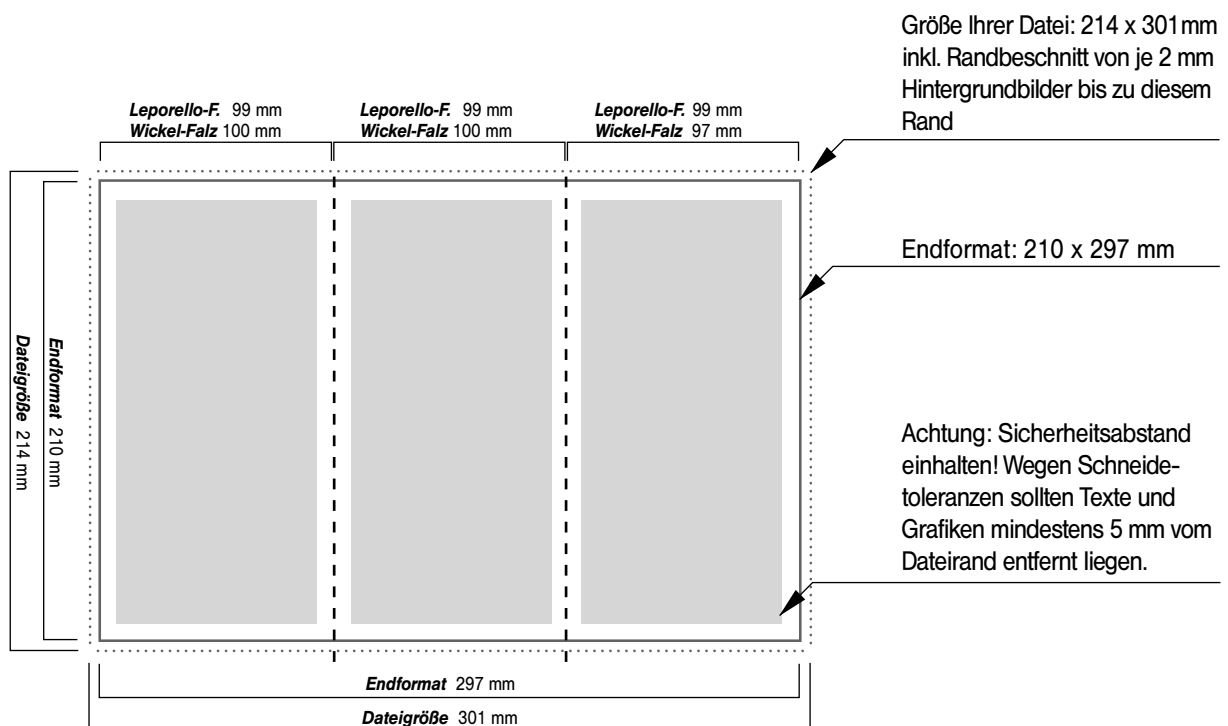 Größe Ihrer Datei: 214 x 301mm
inkl. Randbeschnitt von je 2 mm
Hintergrundbilder bis zu diesem
Rand
Leporello-F. 99 mm
Wickel-Falz 100 mm
Leporello-F. 99 mm
Wickel-Falz 100 mm
Leporello-F. 99 mm
Wickel-Falz 97 mm
Endformat: 210 x 297 mm
Dateigröße 214 mm
Endformat 210 mm
Achtung: Sicherheitsabstand
einhalten! Wegen Schneide-
toleranzen sollten Texte und
Grafiken mindestens 5 mm vom
Dateirand entfernt liegen.
Endformat 297 mm
Dateigröße 301 mm